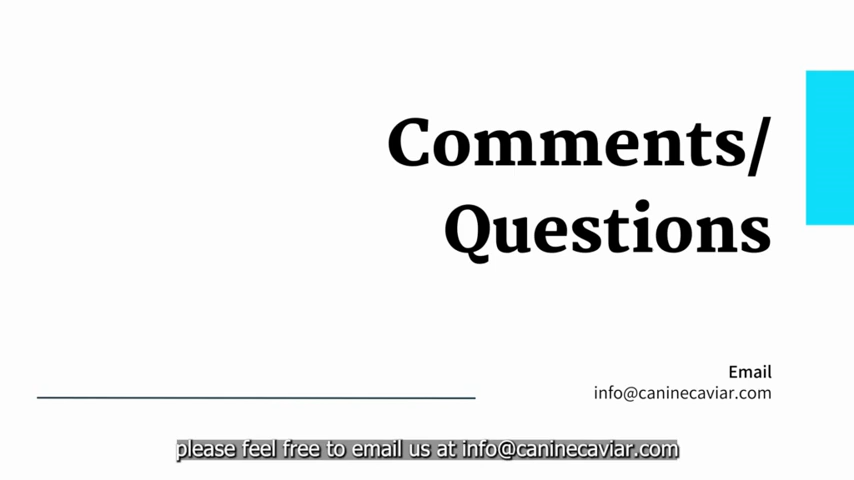 Comments/
Questions
Email
info@caninecaviar.com
please feel free to email us at info@caninecaviar.com